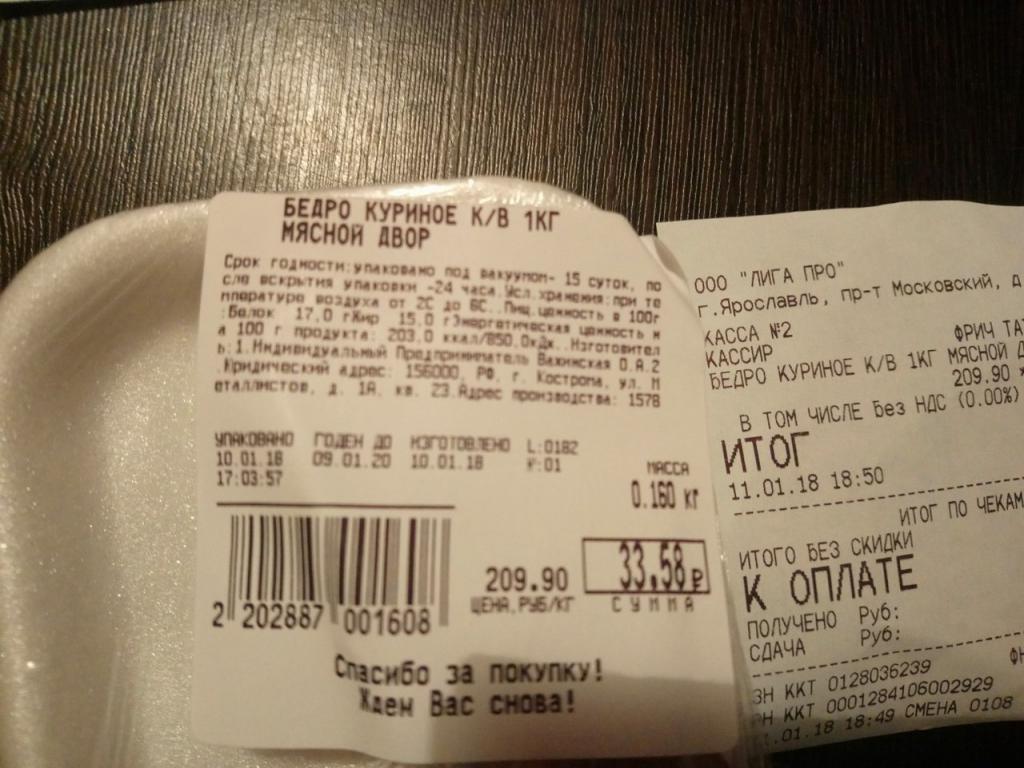 БЕДРО КУРИНОЕ К/В 1КГ
МЯСНОЙ ДВОР
Срок годности:упаковано под вакуумом- 15 суток, по
сле вскрытия упаковки -24 часа.Усл.хранения:при те
мпературе воздуха от 2С до 6С..Пищ.ценность в 100г
:Белок 17,0 гЖир 15,0 гЭнергетическая ценность н
а 100 г продукта: 203,0 ккал/850,0кДж. Изготовител
ь:1.Индивидуальный Предприниматель Вахинская О.А.2
.Юридический адрес: 156000, РФ, г. Кострома, ул. М
еталлистов, д. 1А, кв. 23.Адрес производства: 1578
УПАКОВАНО ГОДЕН ДО ИЗГОТОВЛЕНО L:0182
10.01.18 09.01.20 10.01.18 №:01
17:03:57
МАССА
0.160 кг
33.58 ₽
209.90
ЦЕНА,РУБ/КГ СУММА
2 202887 001608
Спасибо за покупку!
Ждем Вас снова!
ООО "ЛИГА ПРО"
г.Ярославль, пр-т Московский, д
КАССА №2 ФРИЧ ТАТ
КАССИР
БЕДРО КУРИНОЕ К/В 1КГ МЯСНОЙ Д
209.90 *
В ТОМ ЧИСЛЕ Без НДС (0.00%)
ИТОГ
11.01.18 18:50
ИТОГ ПО ЧЕКАМ
ИТОГО БЕЗ СКИДКИ
К ОПЛАТЕ
ПОЛУЧЕНО Руб:
СДАЧА Руб:
ЗН ККТ 0128036239 ФН
РН ККТ 0001284106002929
.01.18 18:49 СМЕНА 0108